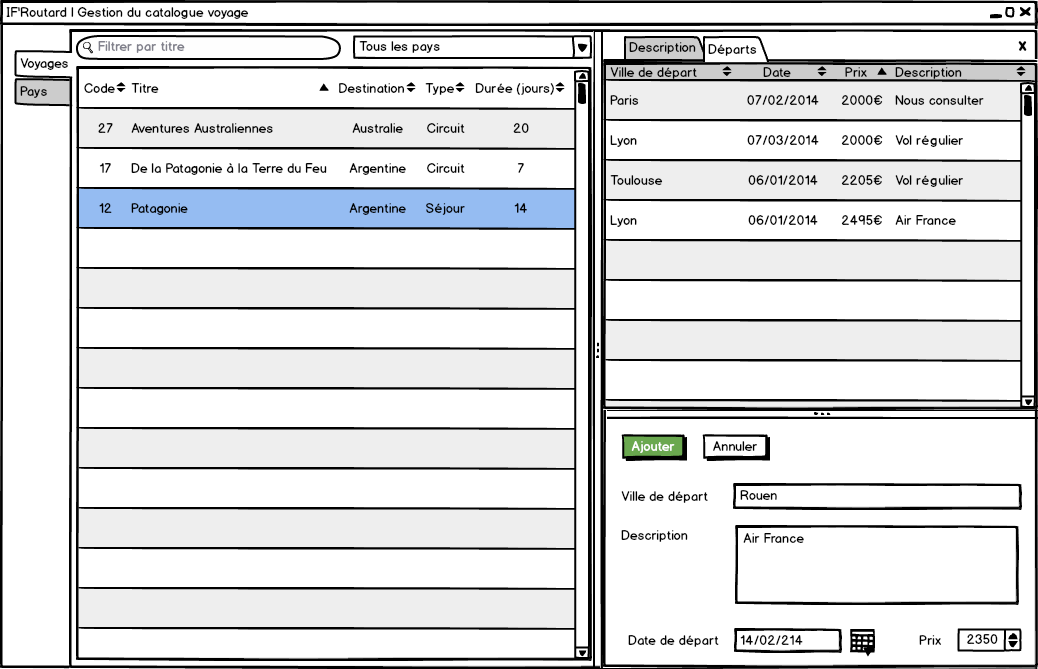 IF'Routard | Gestion du catalogue voyage
Voyages
Pays
Filtrer par titre
Tous les pays
Code Titre Destination Type Durée (jours)
27 Aventures Australiennes Australie Circuit 20
17 De la Patagonie à la Terre du Feu Argentine Circuit 7
12 Patagonie Argentine Séjour 14
Description Départs x
Ville de départ Date Prix Description
Paris 07/02/2014 2000€ Nous consulter
Lyon 07/03/2014 2000€ Vol régulier
Toulouse 06/01/2014 2205€ Vol régulier
Lyon 06/01/2014 2495€ Air France
Ajouter Annuler
Ville de départ Rouen
Description Air France
Date de départ 14/02/214 Prix 2350